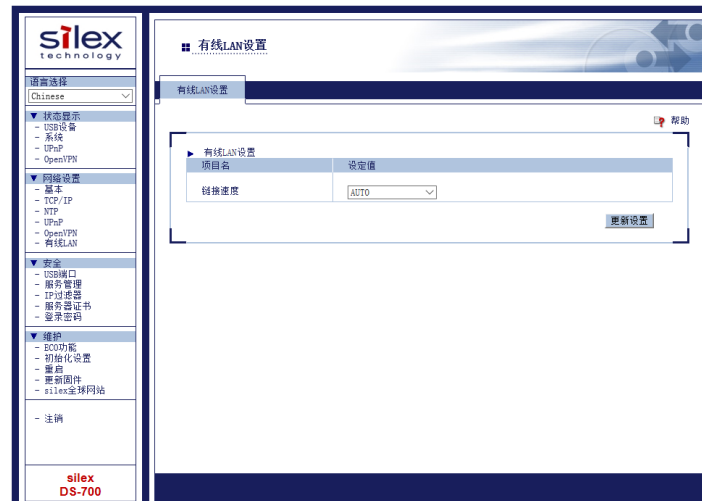 silex
technology
语言选择
Chinese
▼ 状态显示
- USB设备
- 系统
- UPnP
- OpenVPN
▼ 网络设置
- 基本
- TCP/IP
- NTP
- UPnP
- OpenVPN
- 有线LAN
▼ 安全
- USB端口
- 服务管理
- IP过滤器
- 服务器证书
- 登录密码
▼ 维护
- ECO功能
- 初始化设置
- 重启
- 更新固件
- silex全球网站
- 注销
silex
DS-700
有线LAN设置
有线LAN设置
帮助
有线LAN设置
项目名 设定值
链接速度 AUTO
更新设置